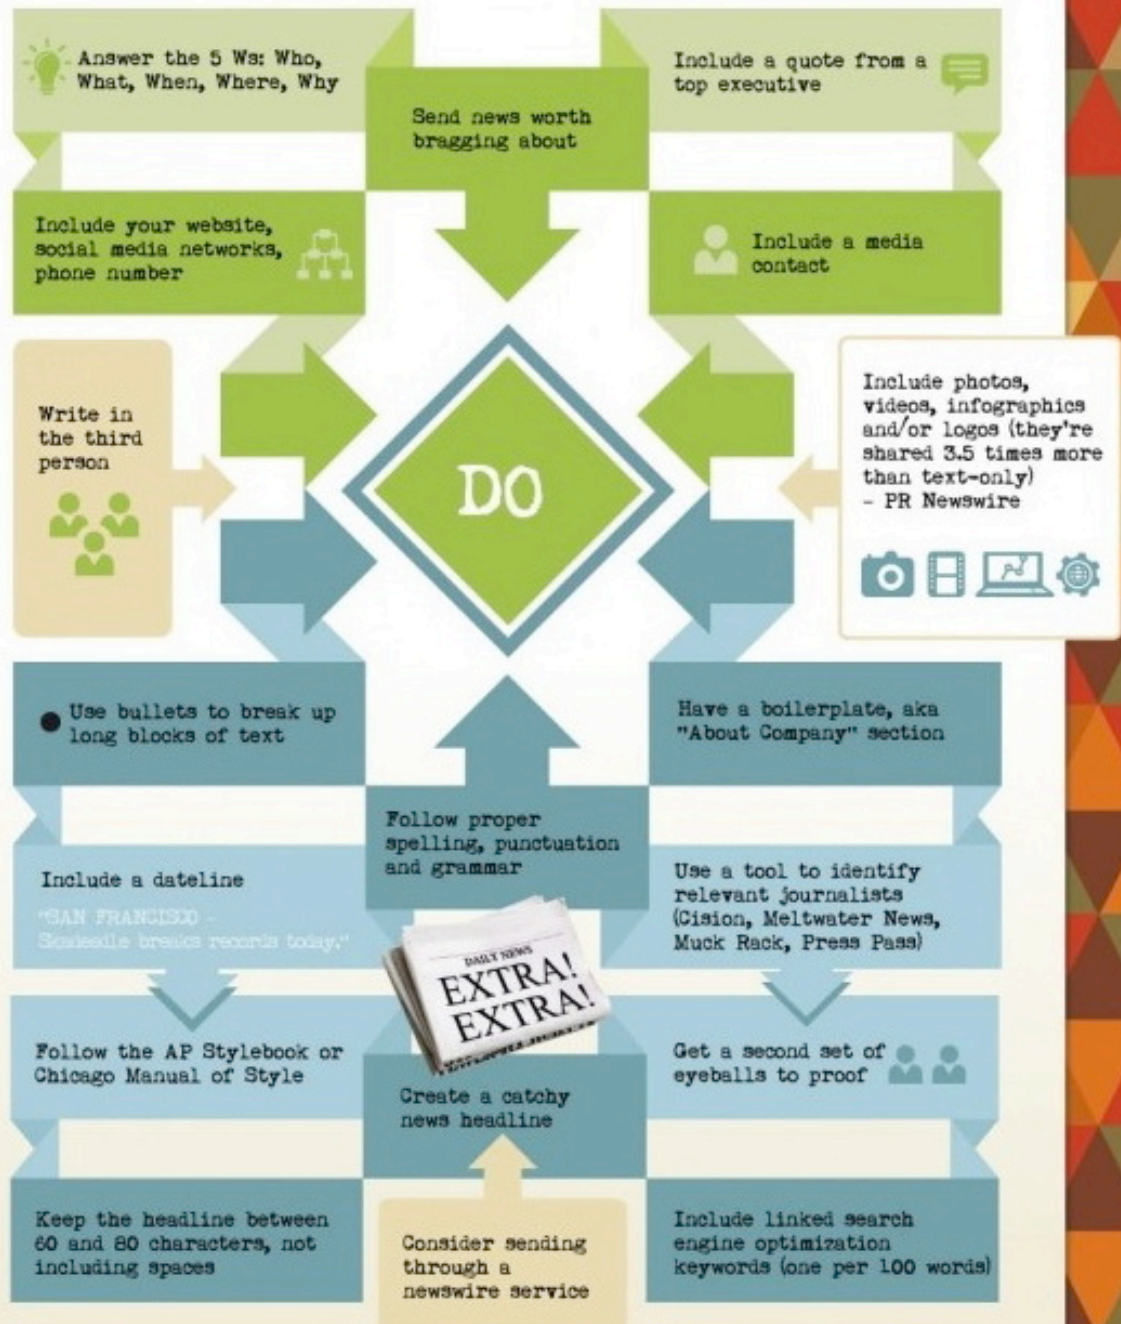 Answer the 5 Ws: Who,
What, When, Where, Why
Send news worth
bragging about
Include a quote from a
top executive
Include your website,
social media networks,
phone number
Include a media
contact
Write in
the third
person
DO
Include photos,
videos, infographics
and/or logos (they're
shared 3.5 times more
than text-only)
- PR Newswire
Use bullets to break up
long blocks of text
Have a boilerplate, aka
"About Company" section
Follow proper
spelling, punctuation
and grammar
Include a dateline
"SAN FRANCISCO -
breaks records today."
Use a tool to identify
relevant journalists
(Cision, Meltwater News,
Muck Rack, Press Pass)
DAILY NEWS
EXTRA!
EXTRA!
Follow the AP Stylebook or
Chicago Manual of Style
Create a catchy
news headline
Get a second set of
eyeballs to proof
Keep the headline between
60 and 80 characters, not
including spaces
Consider sending
through a
newswire service
Include linked search
engine optimization
keywords (one per 100 words)